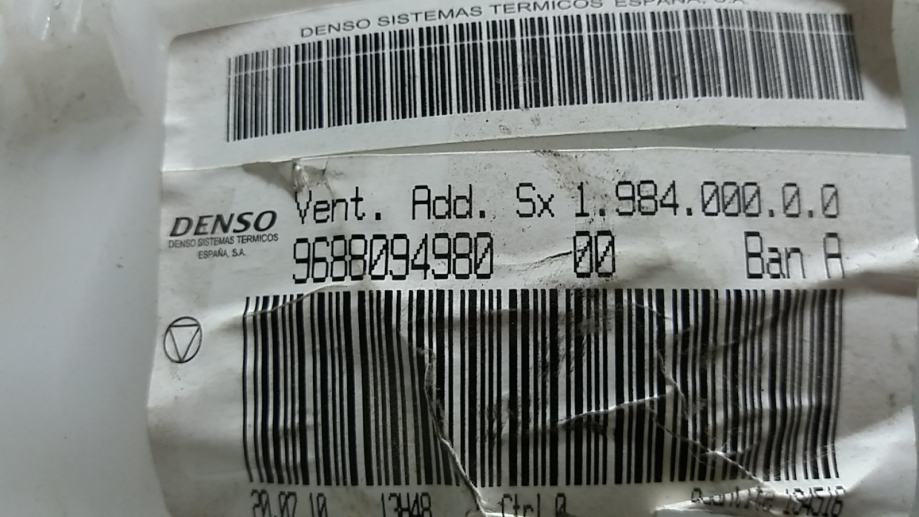 DENSO SISTEMAS TERMICOS ESPAÑA, S.A.
Vent. Add. Sx 1.984.000.0.0
DENSO
DENSO SISTEMAS TERMICOS
ESPAÑA, S.A.
9688094980 00 Ban A
20.07.10 13H48 Ctrl 0